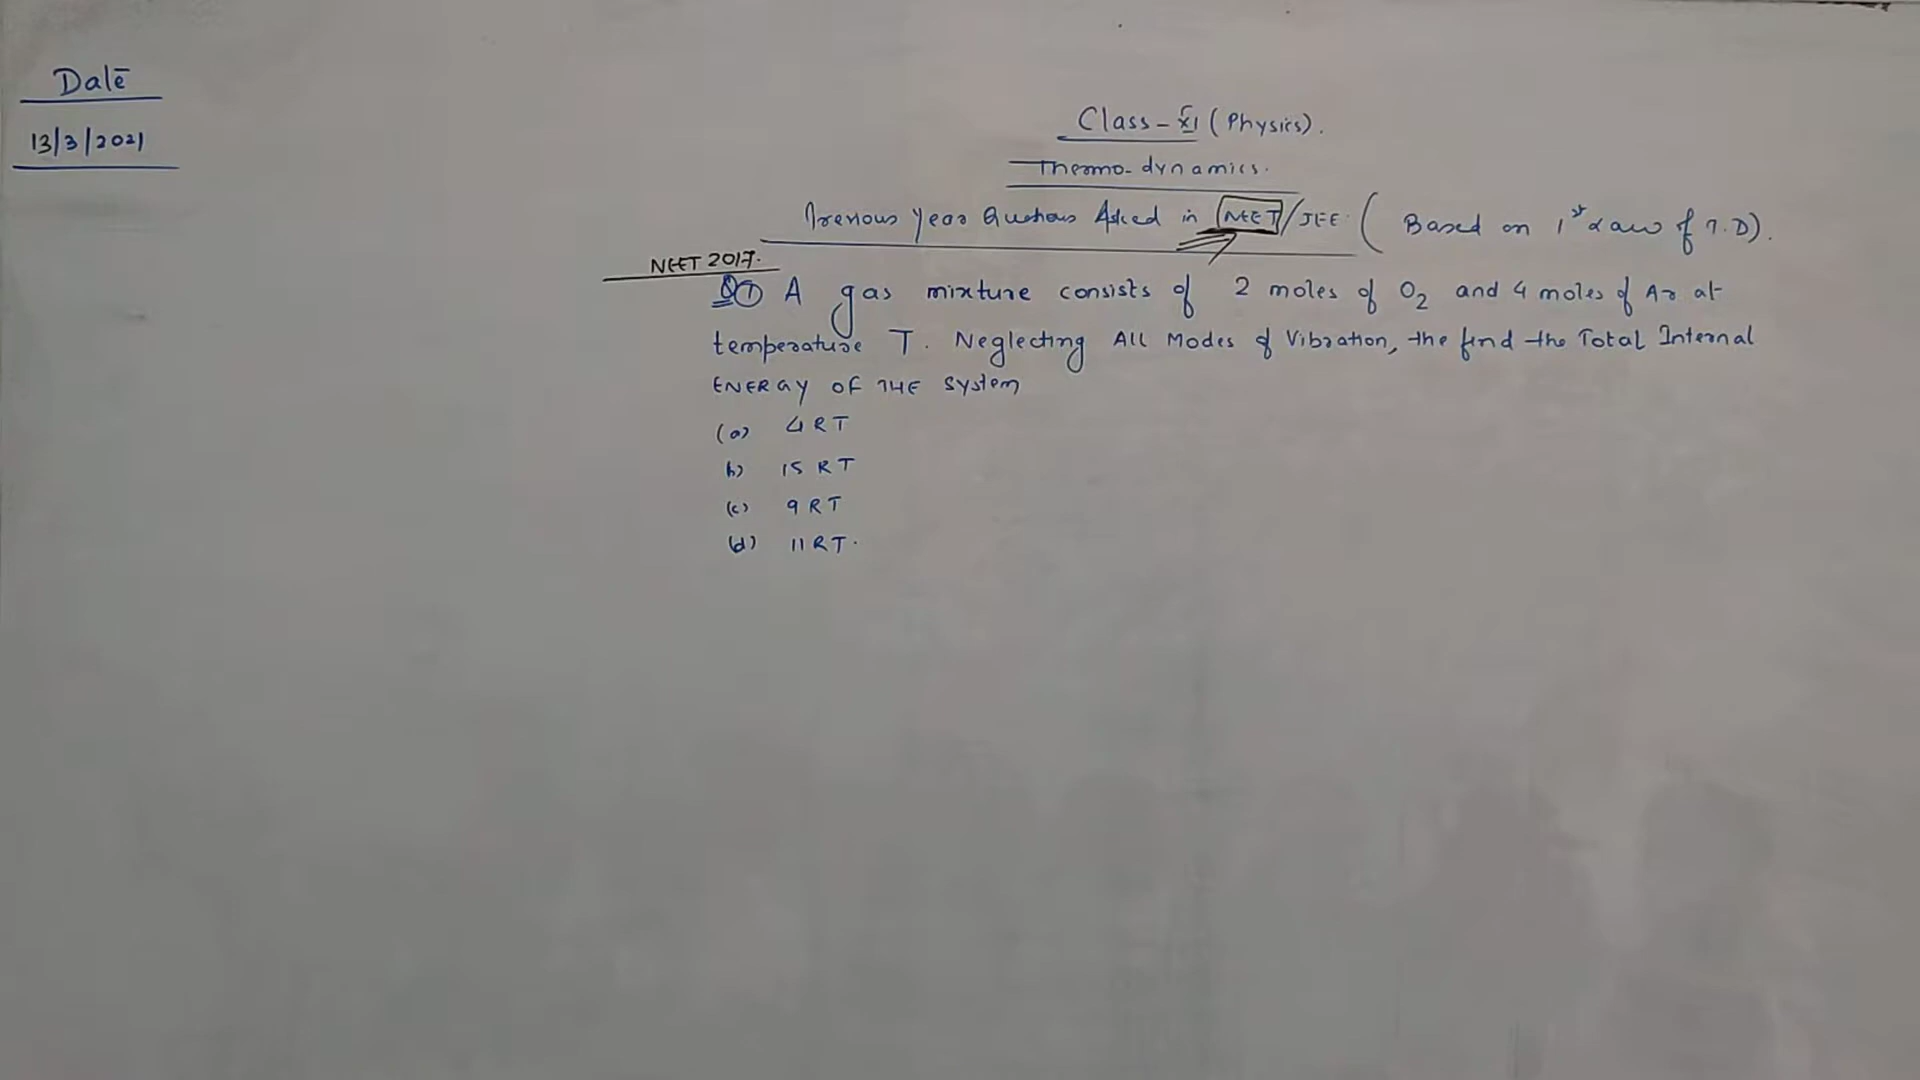 Date
13/3/2021
Class - XI (Physics).
Thermo-dynamics.
Previous Year Questions Asked in NEET/JEE (Based on 1st Law of T.D).
NEET 2017.
Q1 A gas mixture consists of 2 moles of O2 and 4 moles of Ar at
temperature T. Neglecting All Modes of Vibration, the find the Total Internal
ENERGY OF THE System
(a) 4RT
b) 15 RT
(c) 9RT
(d) 11RT.